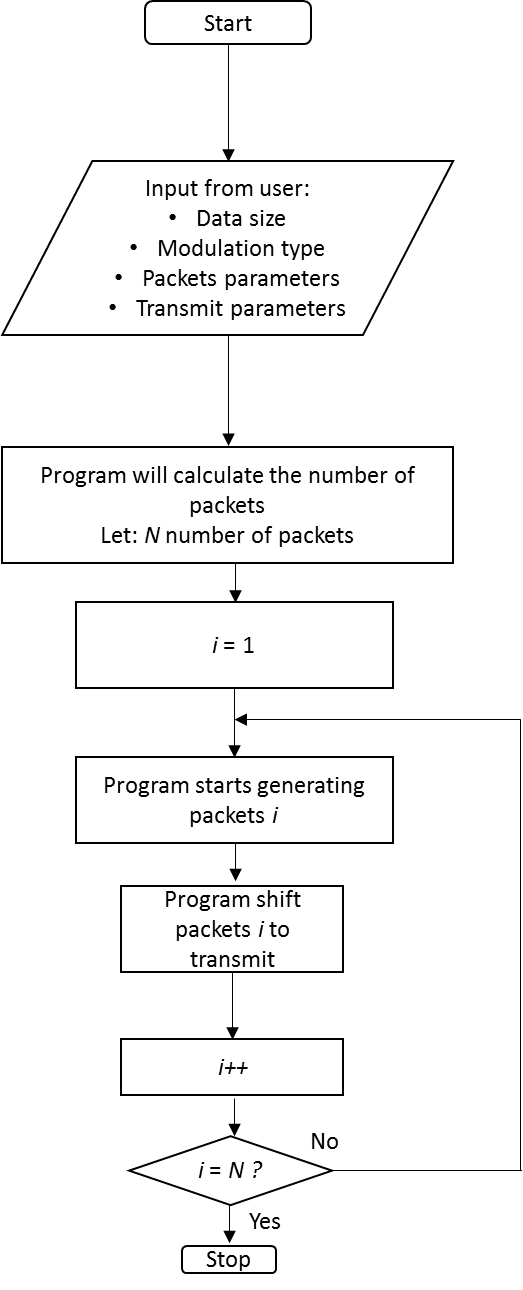 Start
Input from user:
• Data size
• Modulation type
• Packets parameters
• Transmit parameters
Program will calculate the number of
packets
Let: N number of packets
i = 1
Program starts generating
packets i
Program shift
packets i to
transmit
i++
No
i = N ?
Yes
Stop